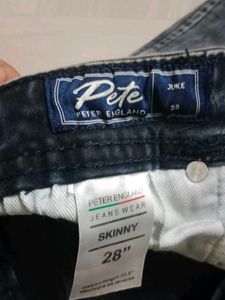 Pete
PETER ENGLAND
JUKE
28
PETER ENGLAND
JEANS WEAR
SKINNY
28"